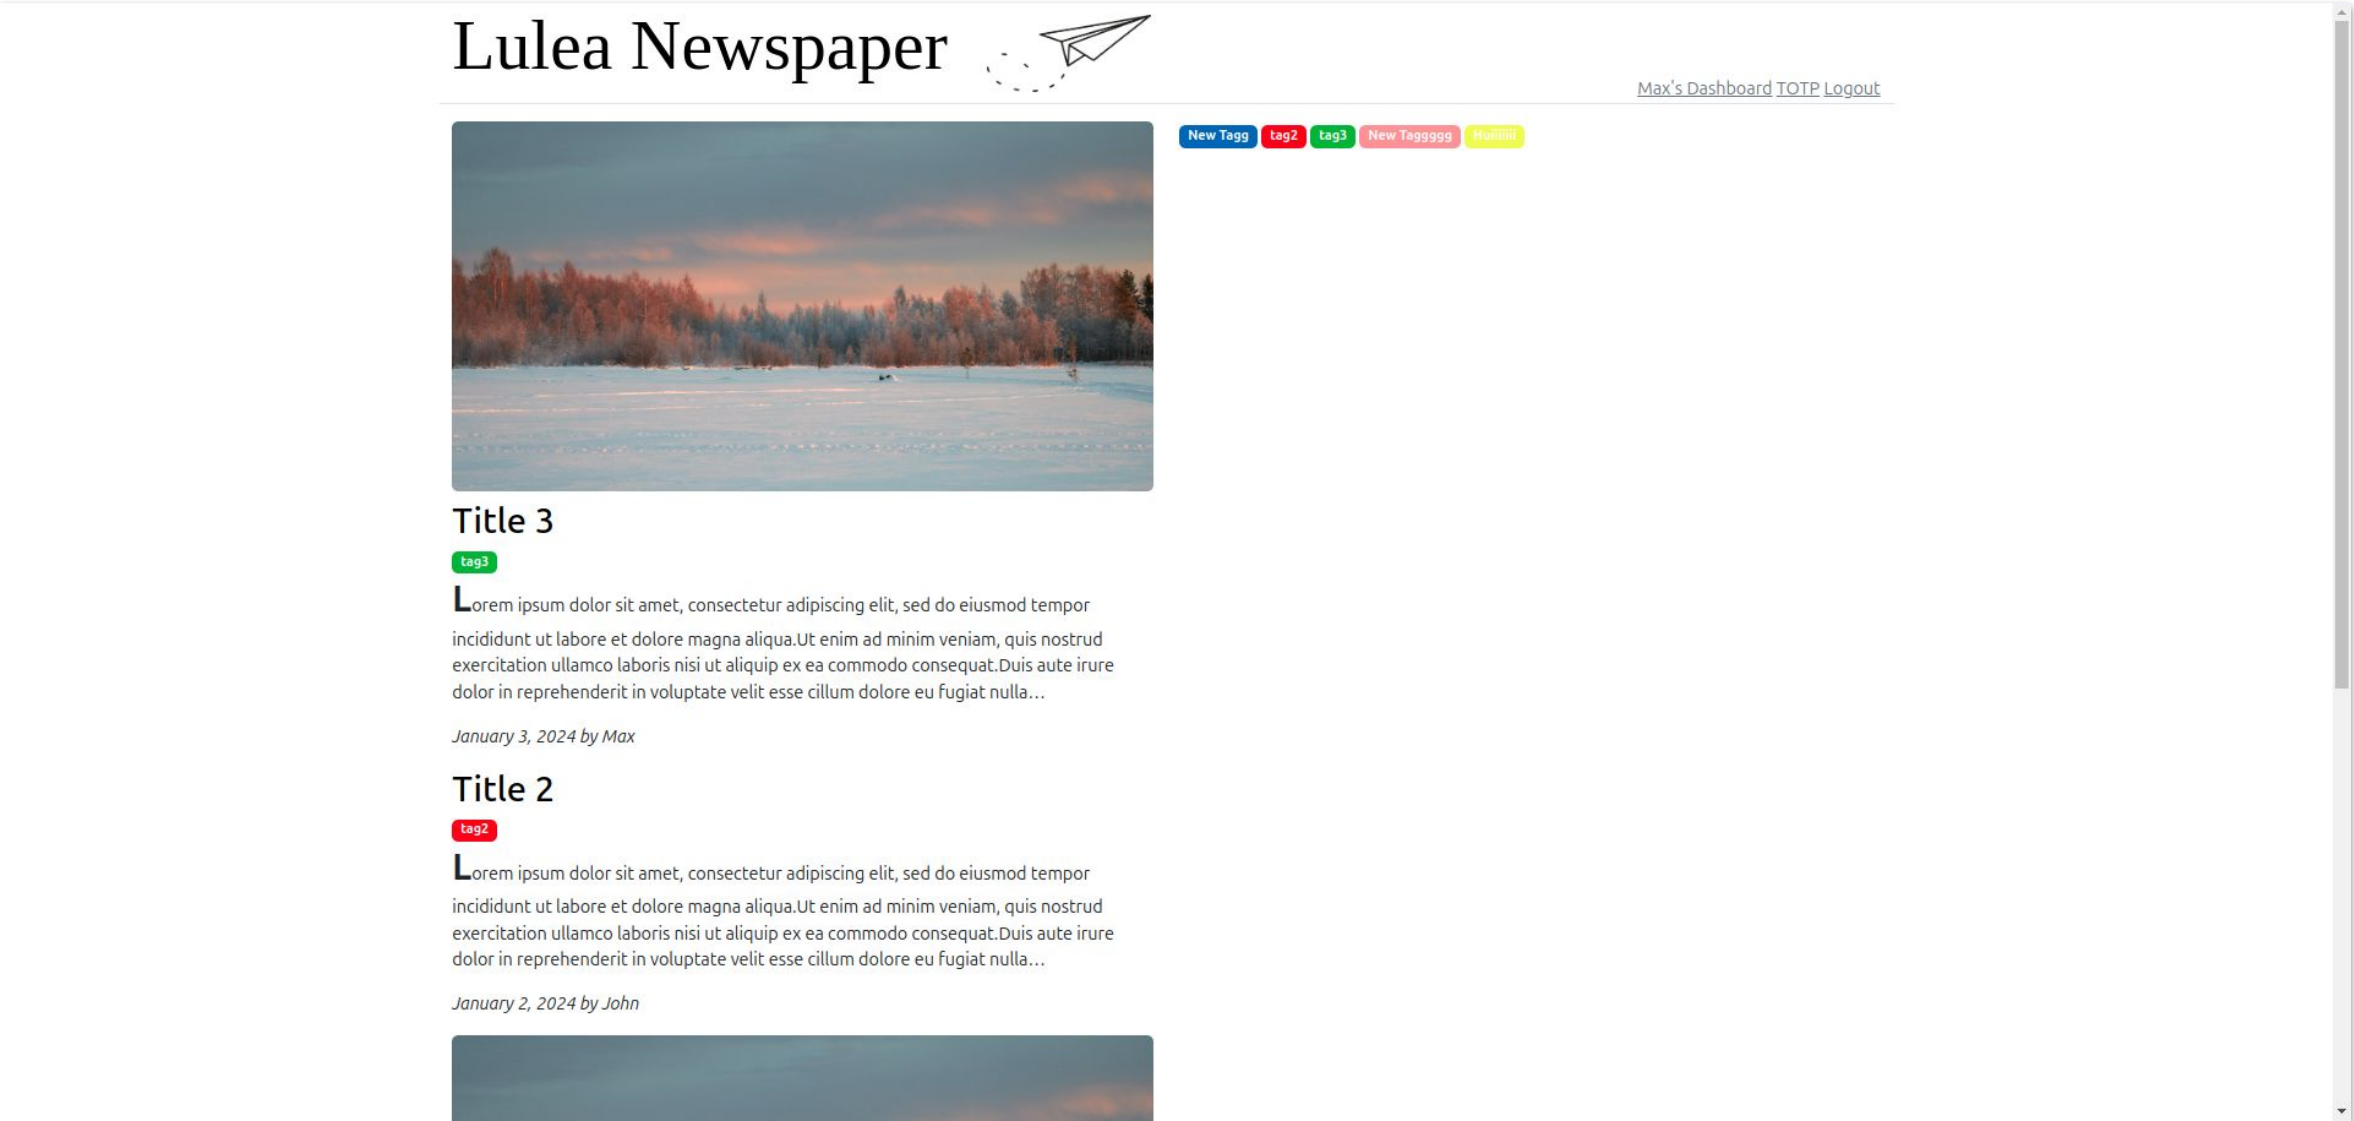 Lulea Newspaper
Max's Dashboard TOTP Logout
New Tagg tag2 tag3 New Taggggg
Title 3
tag3
Lorem ipsum dolor sit amet, consectetur adipiscing elit, sed do eiusmod tempor
incididunt ut labore et dolore magna aliqua.Ut enim ad minim veniam, quis nostrud
exercitation ullamco laboris nisi ut aliquip ex ea commodo consequat.Duis aute irure
dolor in reprehenderit in voluptate velit esse cillum dolore eu fugiat nulla…
January 3, 2024 by Max
Title 2
tag2
Lorem ipsum dolor sit amet, consectetur adipiscing elit, sed do eiusmod tempor
incididunt ut labore et dolore magna aliqua.Ut enim ad minim veniam, quis nostrud
exercitation ullamco laboris nisi ut aliquip ex ea commodo consequat.Duis aute irure
dolor in reprehenderit in voluptate velit esse cillum dolore eu fugiat nulla…
January 2, 2024 by John